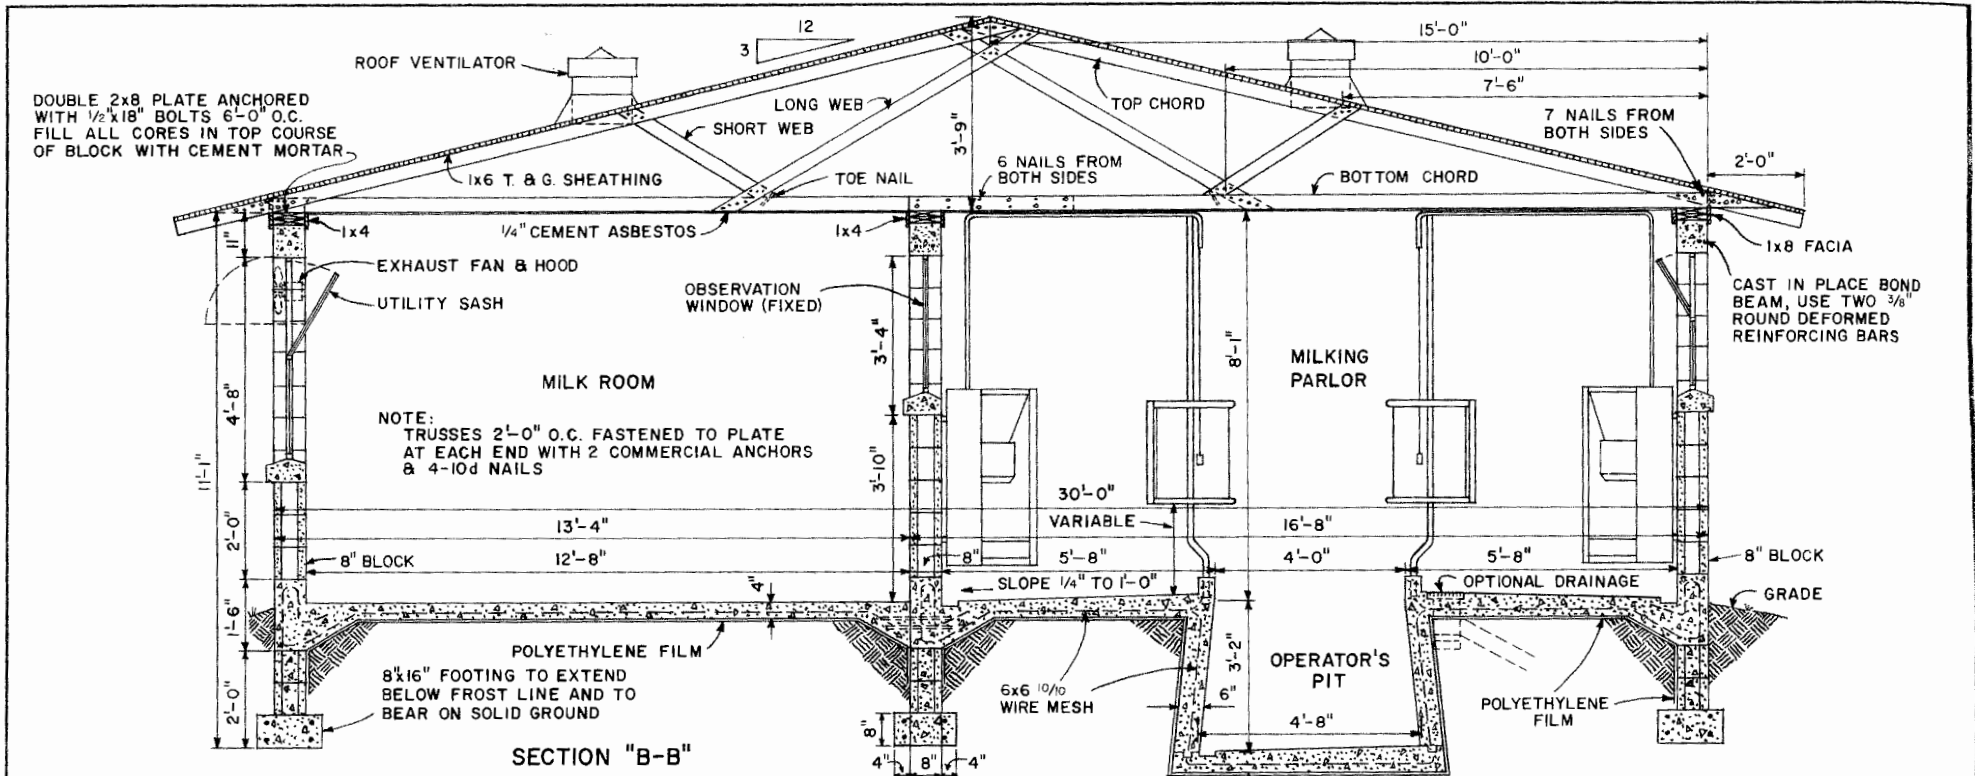 12
3
15'-0"
10'-0"
7'-6"
ROOF VENTILATOR
DOUBLE 2x8 PLATE ANCHORED
WITH 1/2"x18" BOLTS 6'-0" O.C.
FILL ALL CORES IN TOP COURSE
OF BLOCK WITH CEMENT MORTAR
LONG WEB
SHORT WEB
TOP CHORD
7 NAILS FROM
BOTH SIDES
3'-9"
2'-0"
1x6 T. & G. SHEATHING
TOE NAIL
6 NAILS FROM
BOTH SIDES
BOTTOM CHORD
1x4
1/4" CEMENT ASBESTOS
1x4
1x8 FACIA
11"
EXHAUST FAN & HOOD
UTILITY SASH
OBSERVATION
WINDOW (FIXED)
CAST IN PLACE BOND
BEAM, USE TWO 3/8"
ROUND DEFORMED
REINFORCING BARS
3'-4"
8'-1"
MILK ROOM
MILKING
PARLOR
4'-8"
NOTE:
TRUSSES 2'-0" O.C. FASTENED TO PLATE
AT EACH END WITH 2 COMMERCIAL ANCHORS
& 4-10d NAILS
11'-1"
3'-10"
30'-0"
13'-4"
VARIABLE
16'-8"
2'-0"
8" BLOCK
12'-8"
8"
5'-8"
4'-0"
5'-8"
8" BLOCK
4"
SLOPE 1/4" TO 1'-0"
OPTIONAL DRAINAGE
GRADE
1'-6"
POLYETHYLENE FILM
8"x16" FOOTING TO EXTEND
BELOW FROST LINE AND TO
BEAR ON SOLID GROUND
2'-0"
3'-2"
OPERATOR'S
PIT
6x6 10/10
WIRE MESH
6"
POLYETHYLENE
FILM
8"
4'-8"
SECTION "B-B"
4" 8" 4"